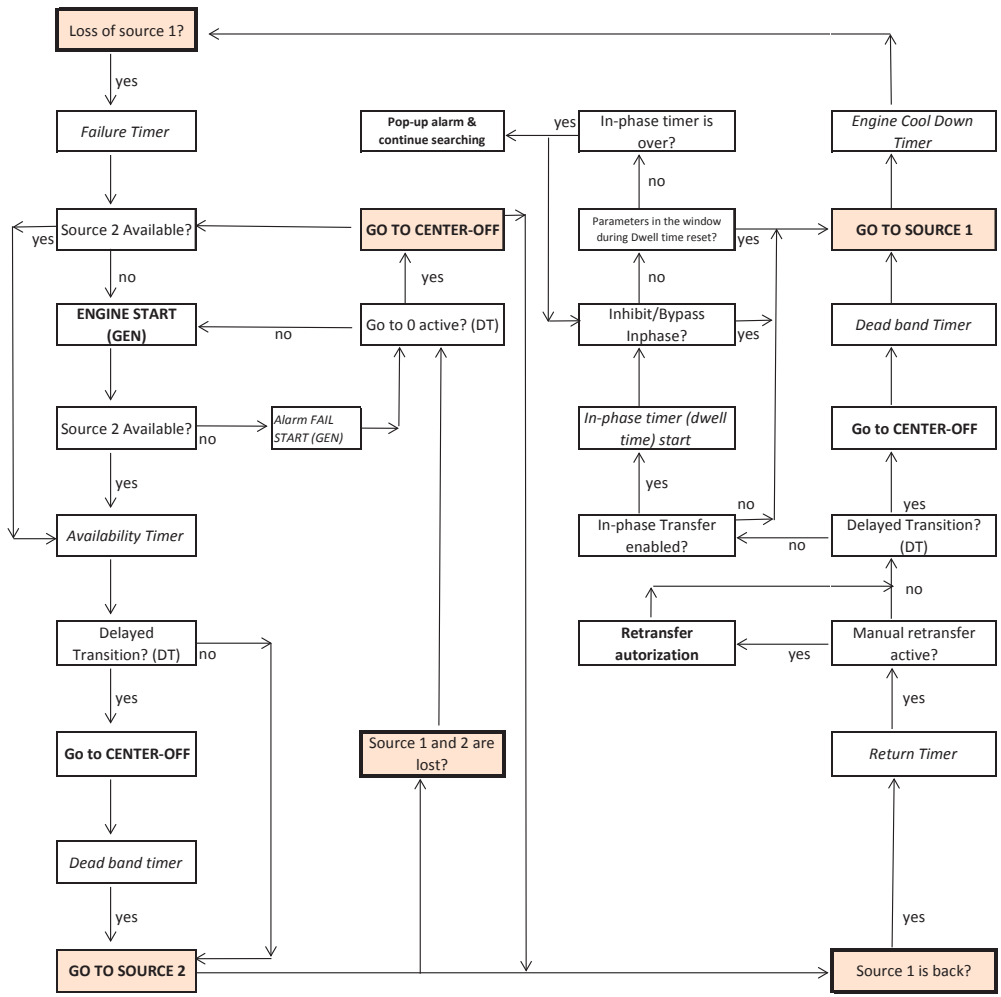 Loss of source 1?
yes
Failure Timer
Pop-up alarm &
continue searching
yes
In-phase timer is
over?
Engine Cool Down
Timer
no
yes
Source 2 Available?
GO TO CENTER-OFF
Parameters in the window
during Dwell time reset?
yes
GO TO SOURCE 1
no
yes
no
ENGINE START
(GEN)
no
Go to 0 active? (DT)
Inhibit/Bypass
Inphase?
yes
Dead band Timer
Source 2 Available?
no
Alarm FAIL
START (GEN)
In-phase timer (dwell
time) start
Go to CENTER-OFF
yes
yes
yes
Availability Timer
In-phase Transfer
enabled?
no
no
Delayed Transition?
(DT)
no
Delayed
Transition? (DT)
no
Retransfer
autorization
yes
Manual retransfer
active?
yes
yes
Go to CENTER-OFF
Source 1 and 2 are
lost?
Return Timer
Dead band timer
yes
yes
GO TO SOURCE 2
Source 1 is back?